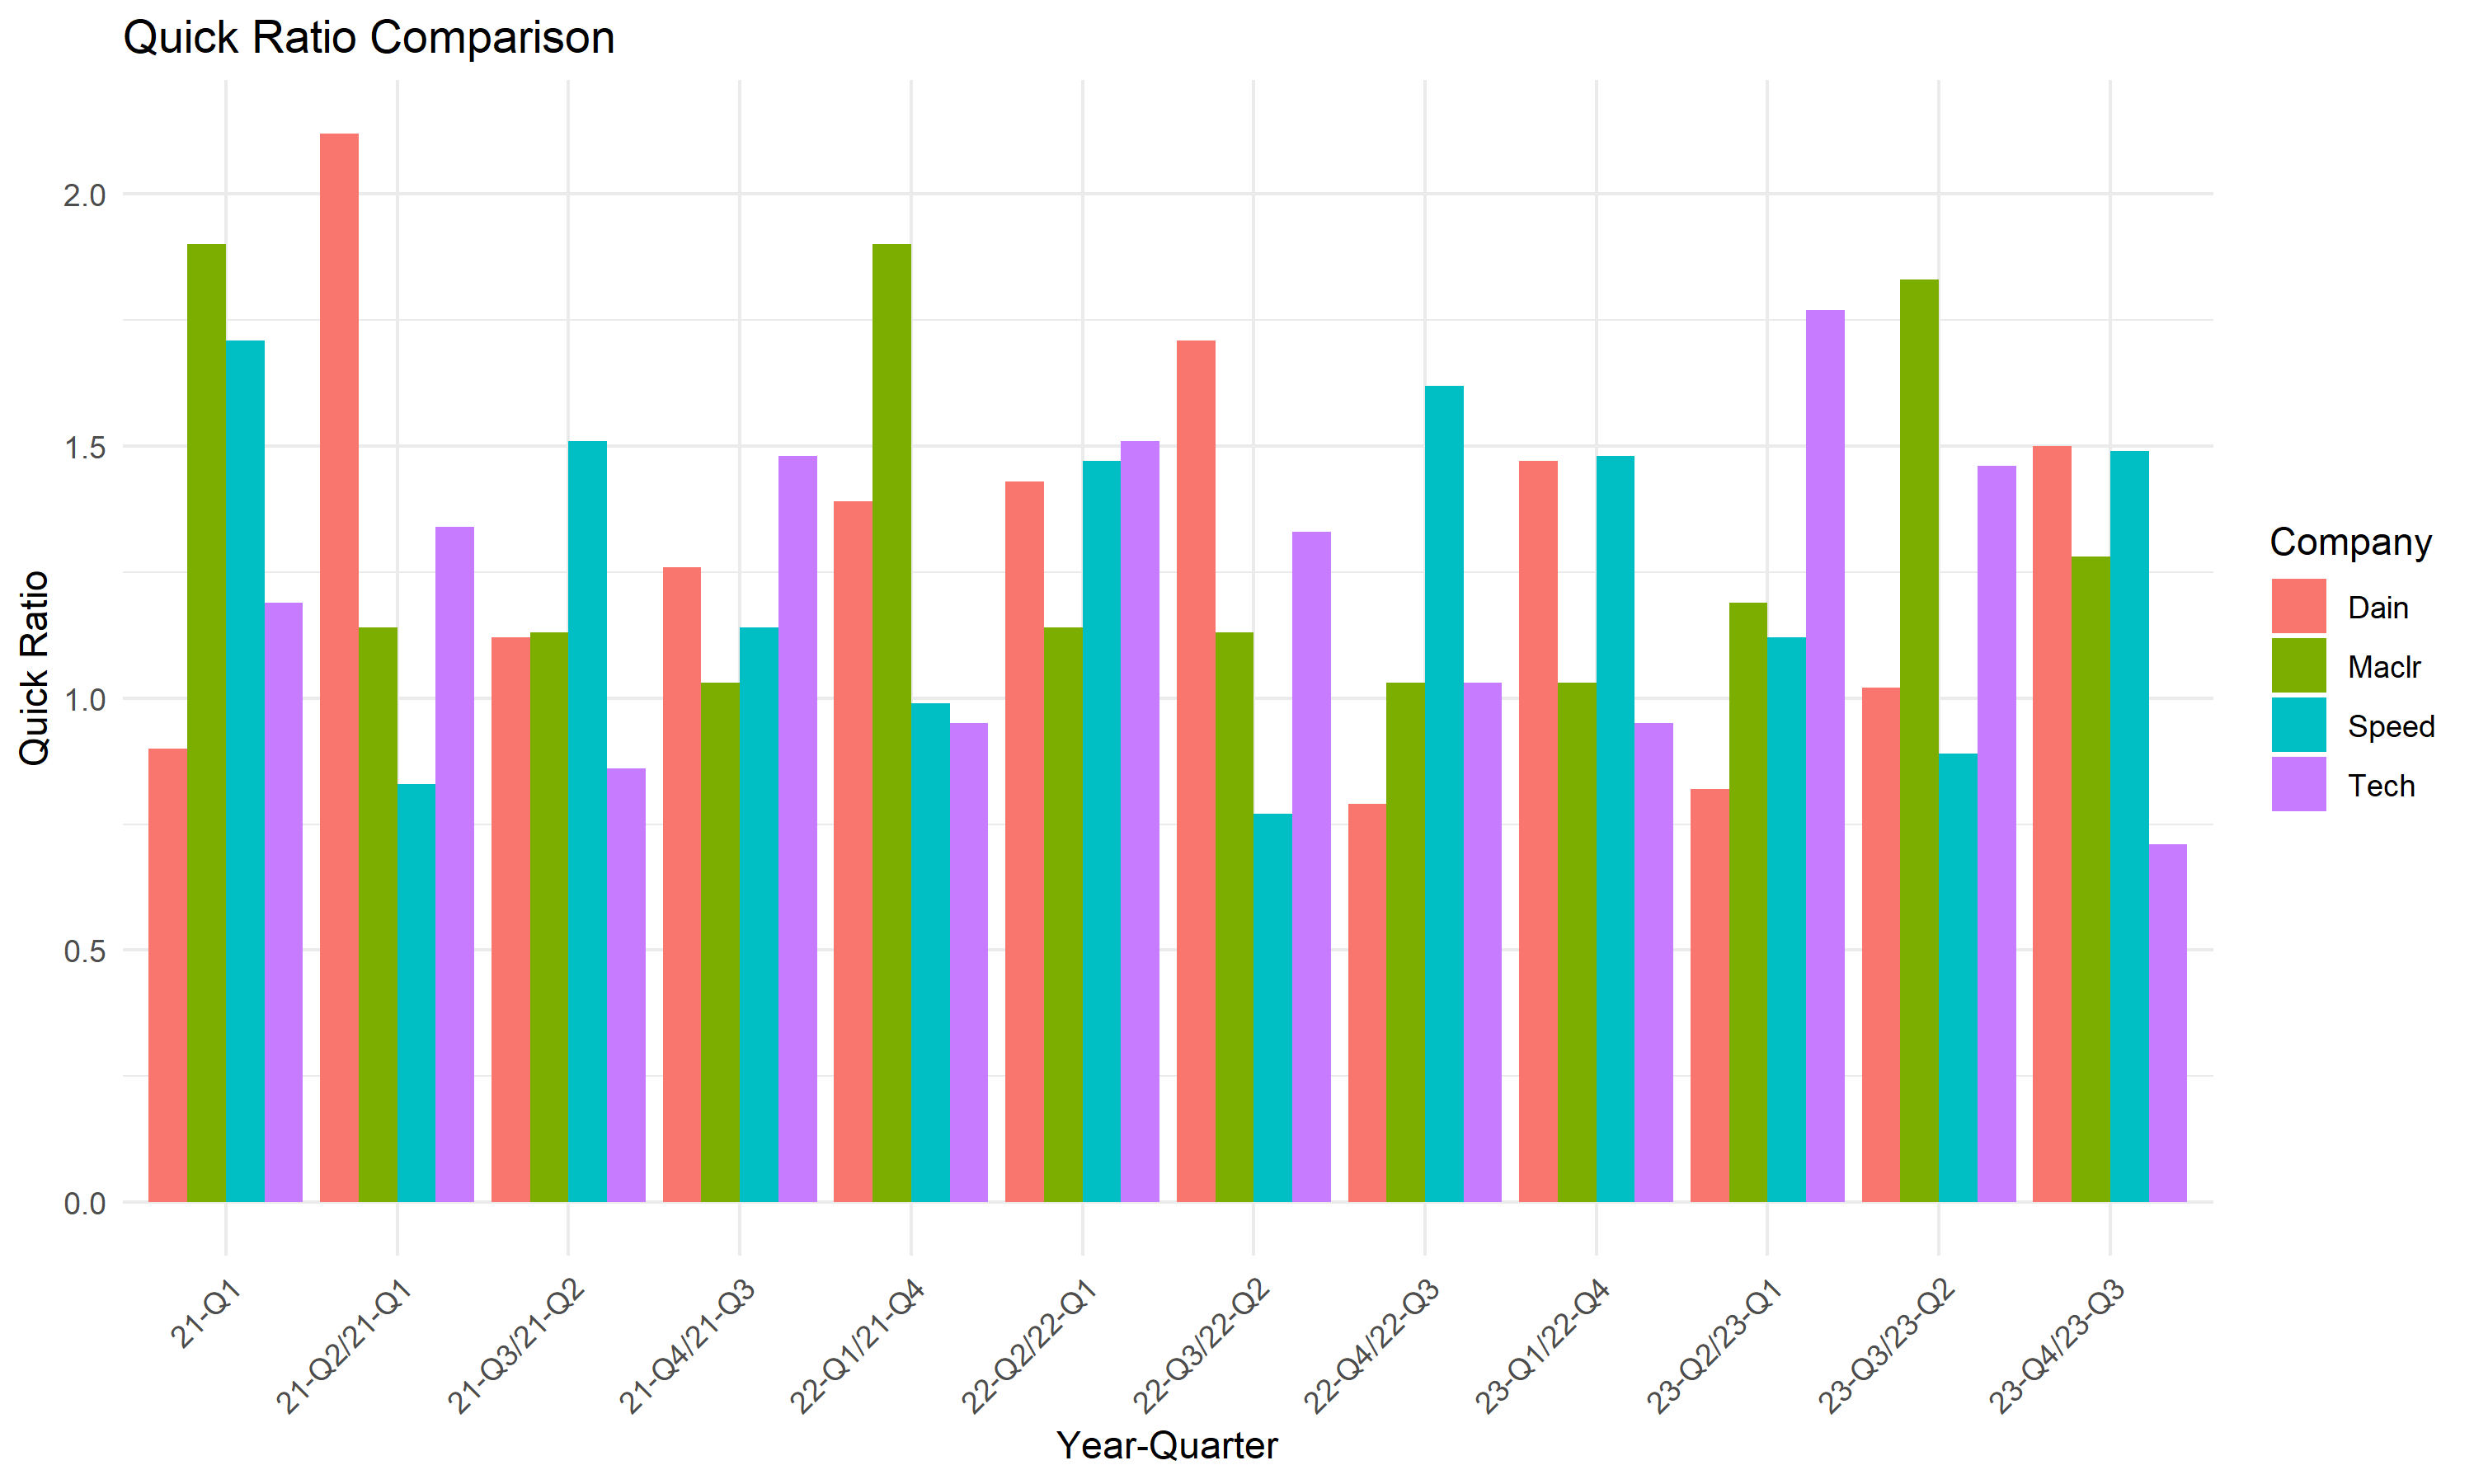 Quick Ratio Comparison
Quick Ratio
2.0
1.5
1.0
0.5
0.0
21-Q1
21-Q2/21-Q1
21-Q3/21-Q2
21-Q4/21-Q3
22-Q1/21-Q4
22-Q2/22-Q1
22-Q3/22-Q2
22-Q4/22-Q3
23-Q1/22-Q4
23-Q2/23-Q1
23-Q3/23-Q2
23-Q4/23-Q3
Year-Quarter
Company
Dain
Maclr
Speed
Tech